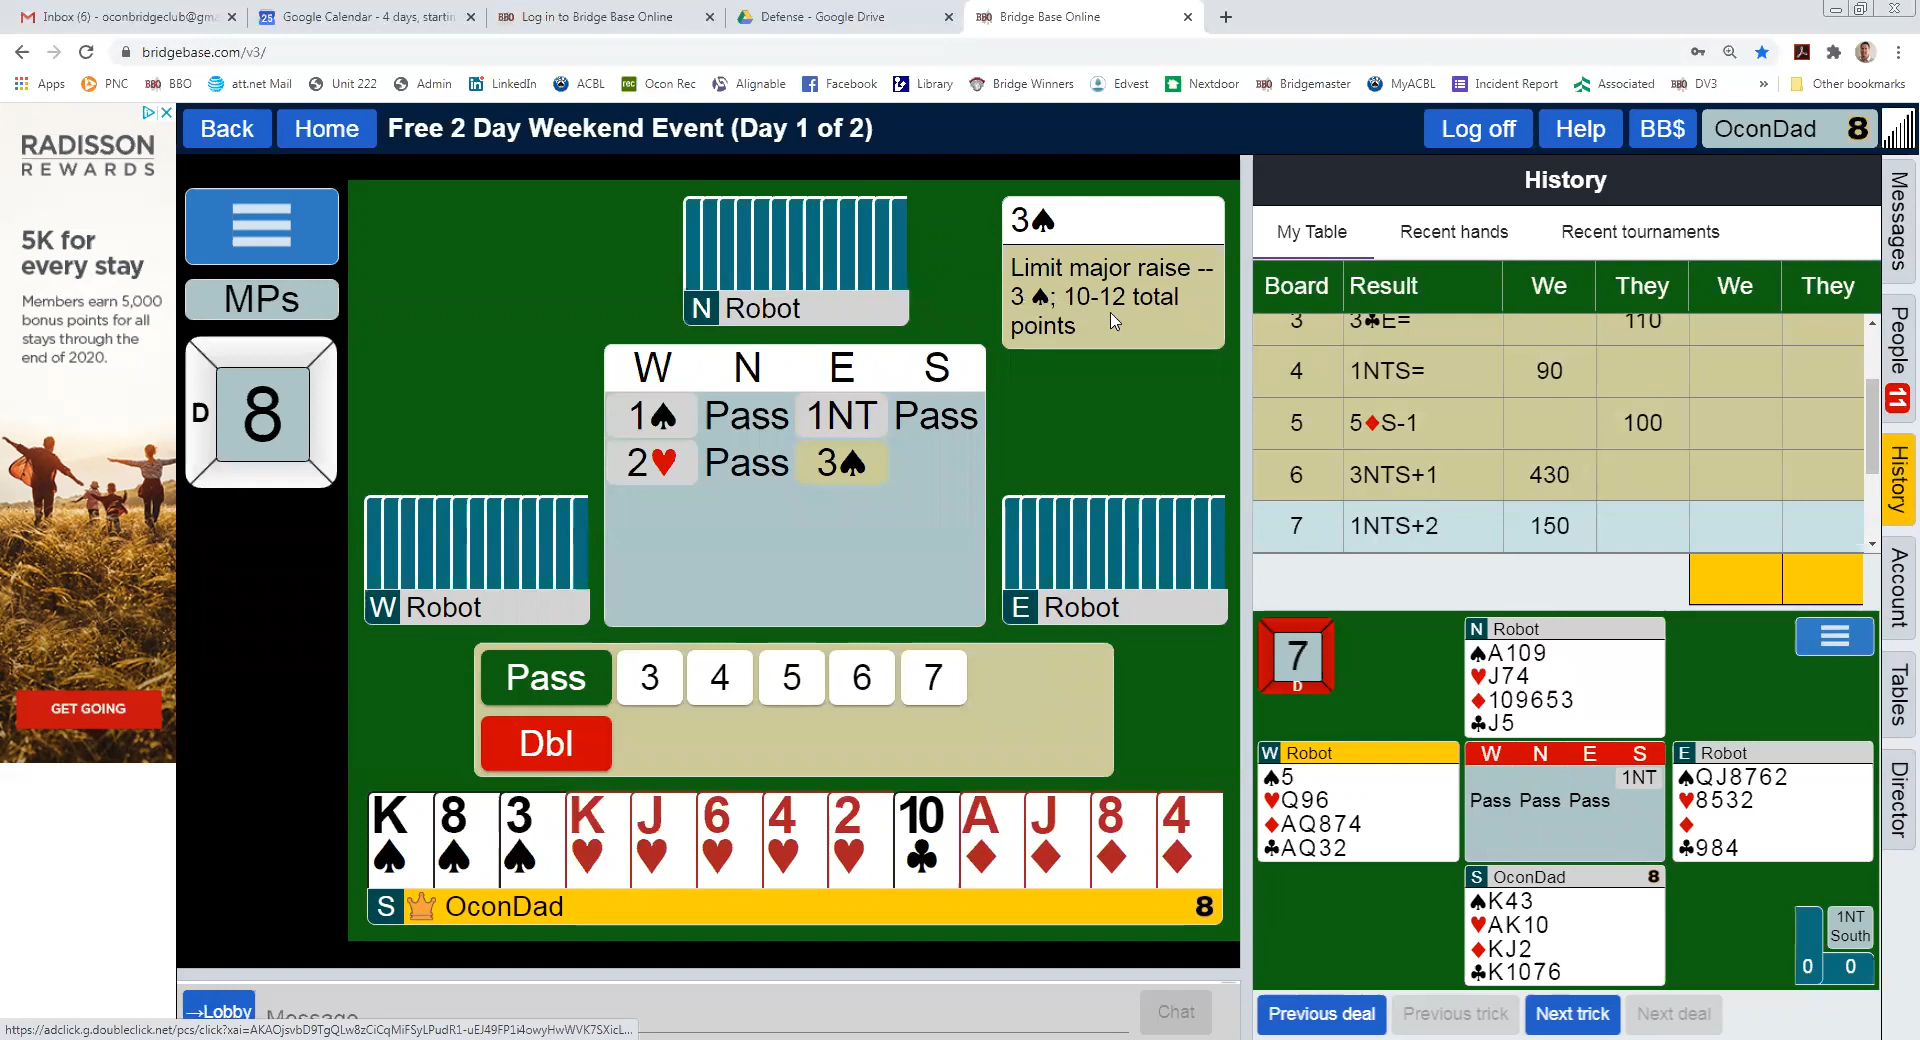 Inbox (6) - oconbridgeclub@gm
Google Calendar - 4 days, startin
Log in to Bridge Base Online
Defense - Google Drive
Bridge Base Online
bridgebase.com/v3/
Apps PNC BBO att.net Mail Unit 222 Admin LinkedIn ACBL Ocon Rec Alignable Facebook Library Bridge Winners Edvest Nextdoor Bridgemaster MyACBL Incident Report Associated DV3 » Other bookmarks
RADISSON
REWARDS
5K for
every stay
Members earn 5,000
bonus points for all
stays through the
end of 2020.
GET GOING
Back Home Free 2 Day Weekend Event (Day 1 of 2) Log off Help BB$ OconDad 8
MPs
D 8
N Robot
3♠
Limit major raise --
3 ♠; 10-12 total
points
W N E S
1♠ Pass 1NT Pass
2♥ Pass 3♠
W Robot
E Robot
Pass 3 4 5 6 7
Dbl
K♠ 8♠ 3♠ K♥ J♥ 6♥ 4♥ 2♥ 10♣ A♦ J♦ 8♦ 4♦
S OconDad 8
→Lobby Message Chat
History
My Table Recent hands Recent tournaments
Board Result We They We They
3 3♣E= 110
4 1NTS= 90
5 5♦S-1 100
6 3NTS+1 430
7 1NTS+2 150
7
D
N Robot
♠A109
♥J74
♦109653
♣J5
W Robot
♠5
♥Q96
♦AQ874
♣AQ32
W N E S
1NT
Pass Pass Pass
E Robot
♠QJ8762
♥8532
♦
♣984
S OconDad 8
♠K43
♥AK10
♦KJ2
♣K1076
1NT
South
0 0
Previous deal Previous trick Next trick Next deal
Messages
People 11
History
Account
Tables
Director